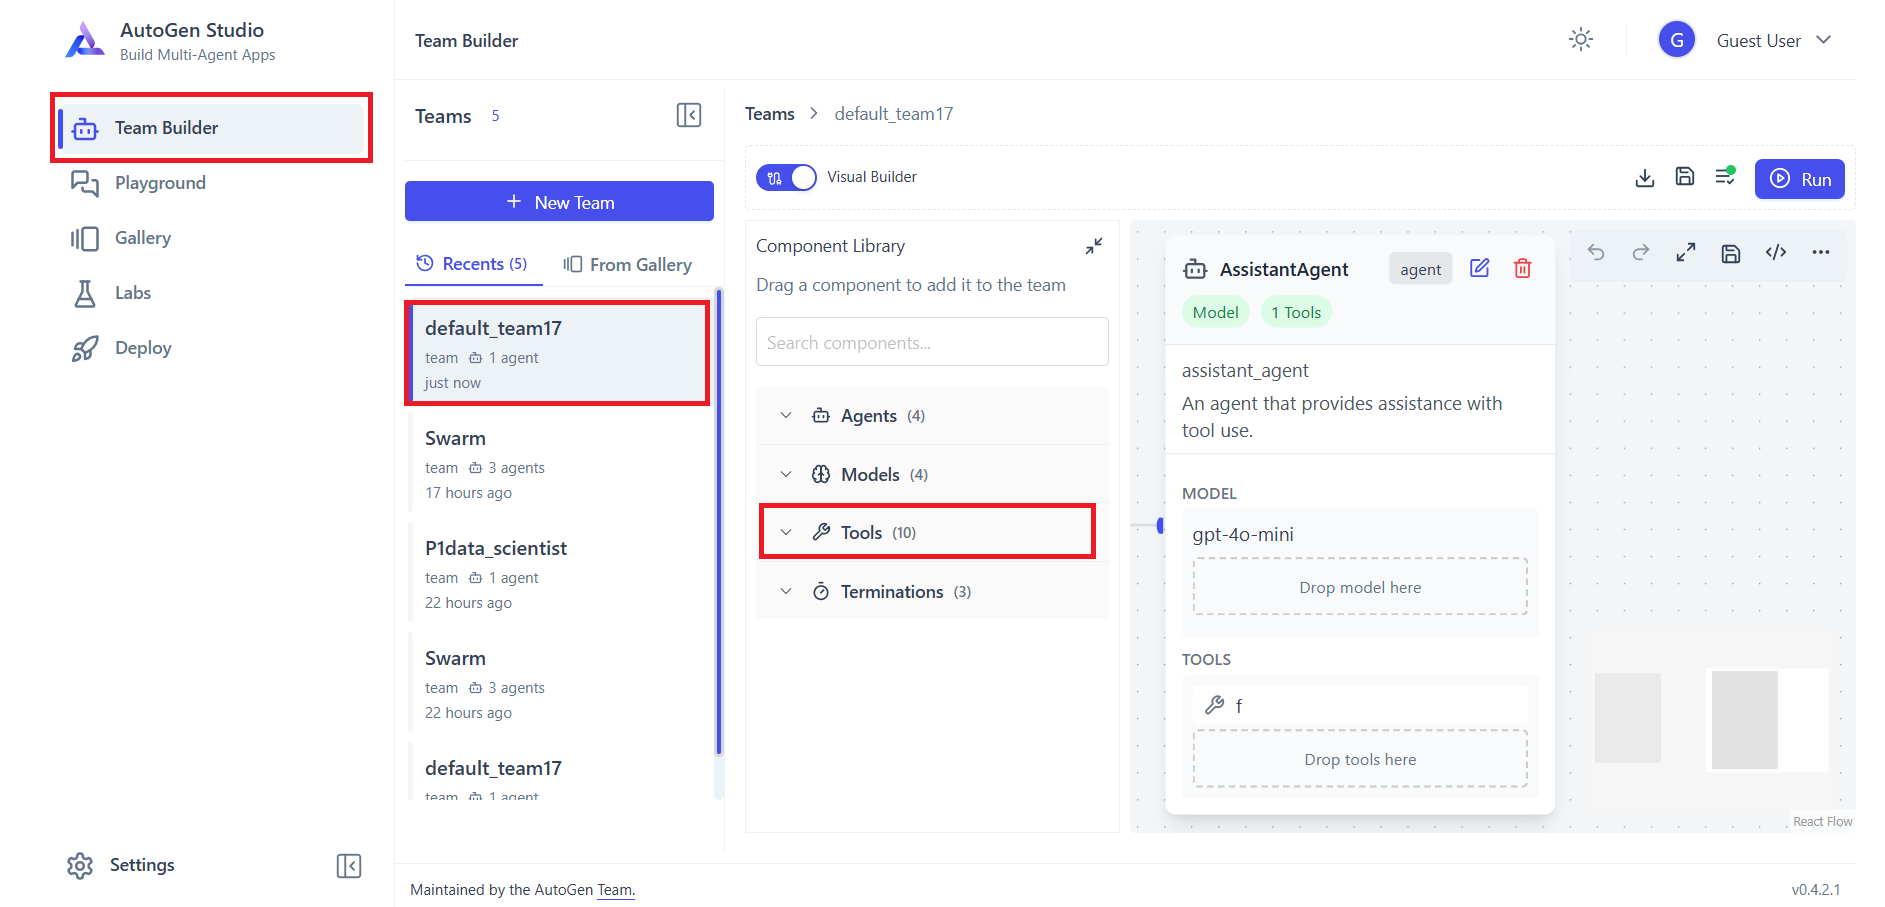 AutoGen Studio
Build Multi-Agent Apps
Team Builder
Playground
Gallery
Labs
Deploy
Settings
Team Builder
G
Guest User
Teams 5
New Team
Recents (5)
From Gallery
default_team17
team 1 agent
just now
Swarm
team 3 agents
17 hours ago
P1data_scientist
team 1 agent
22 hours ago
Swarm
team 3 agents
22 hours ago
default_team17
team 1 agent
Teams > default_team17
Visual Builder
Run
Component Library
Drag a component to add it to the team
Search components...
Agents (4)
Models (4)
Tools (10)
Terminations (3)
AssistantAgent
agent
Model
1 Tools
assistant_agent
An agent that provides assistance with
tool use.
MODEL
gpt-4o-mini
Drop model here
TOOLS
f
Drop tools here
React Flow
Maintained by the AutoGen Team.
v0.4.2.1